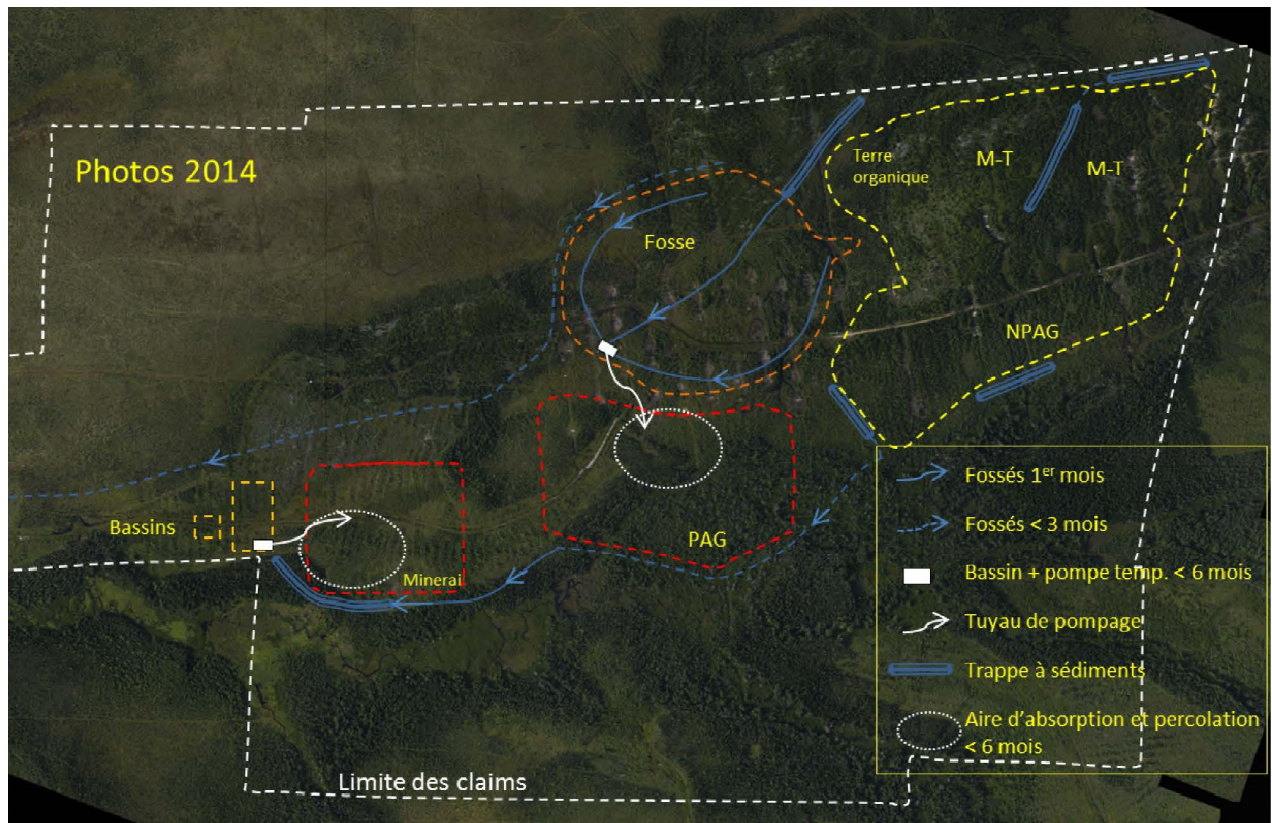 Photos 2014
Terre
organique
M-T
M-T
Fosse
NPAG
Bassins
PAG
Minerai
Limite des claims
Fossés 1er mois
Fossés < 3 mois
Bassin + pompe temp. < 6 mois
Tuyau de pompage
Trappe à sédiments
Aire d'absorption et percolation
< 6 mois